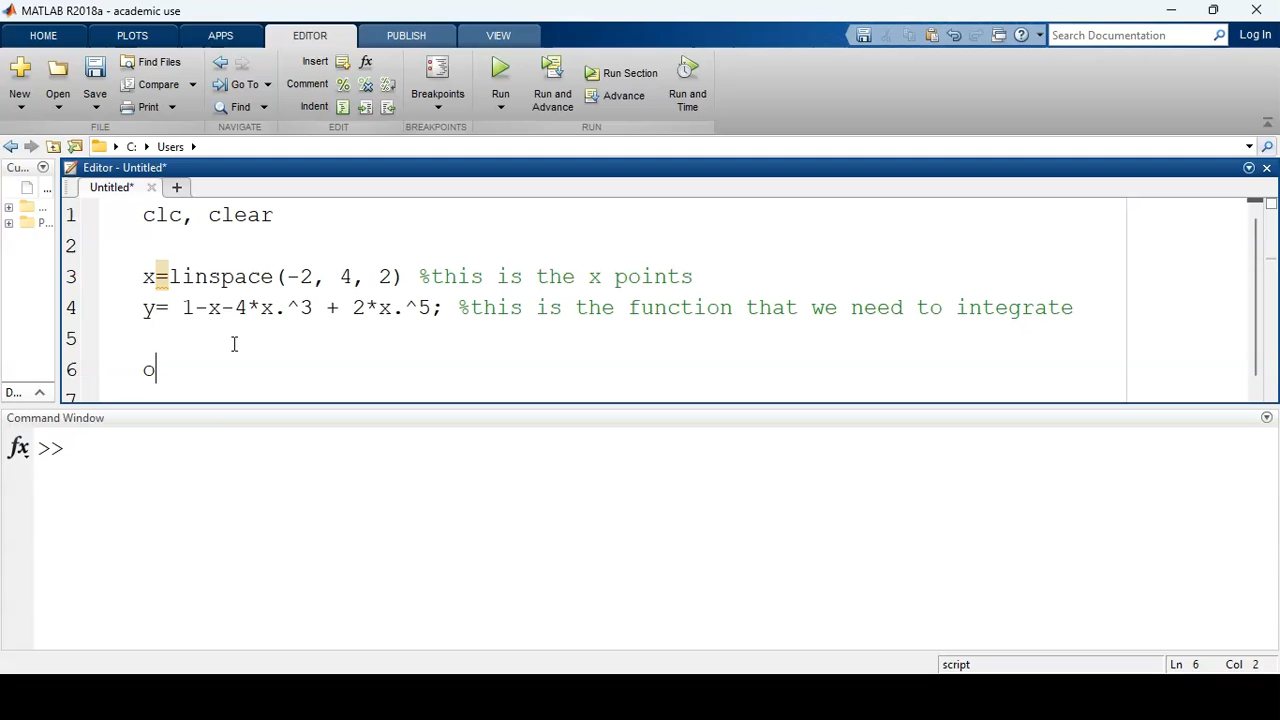 MATLAB R2018a - academic use
HOME PLOTS APPS EDITOR PUBLISH VIEW Search Documentation Log In
New Open Save Find Files Compare Print Go To Find Insert fx Comment % Indent Breakpoints Run Run and Advance Run Section Advance Run and Time
FILE NAVIGATE EDIT BREAKPOINTS RUN
C: Users
Cu... Editor - Untitled*
Untitled* +
...
...
P...
D...
1 clc, clear
2
3 x=linspace(-2, 4, 2) %this is the x points
4 y= 1-x-4*x.^3 + 2*x.^5; %this is the function that we need to integrate
5
6 o
7
Command Window
fx >>
script Ln 6 Col 2